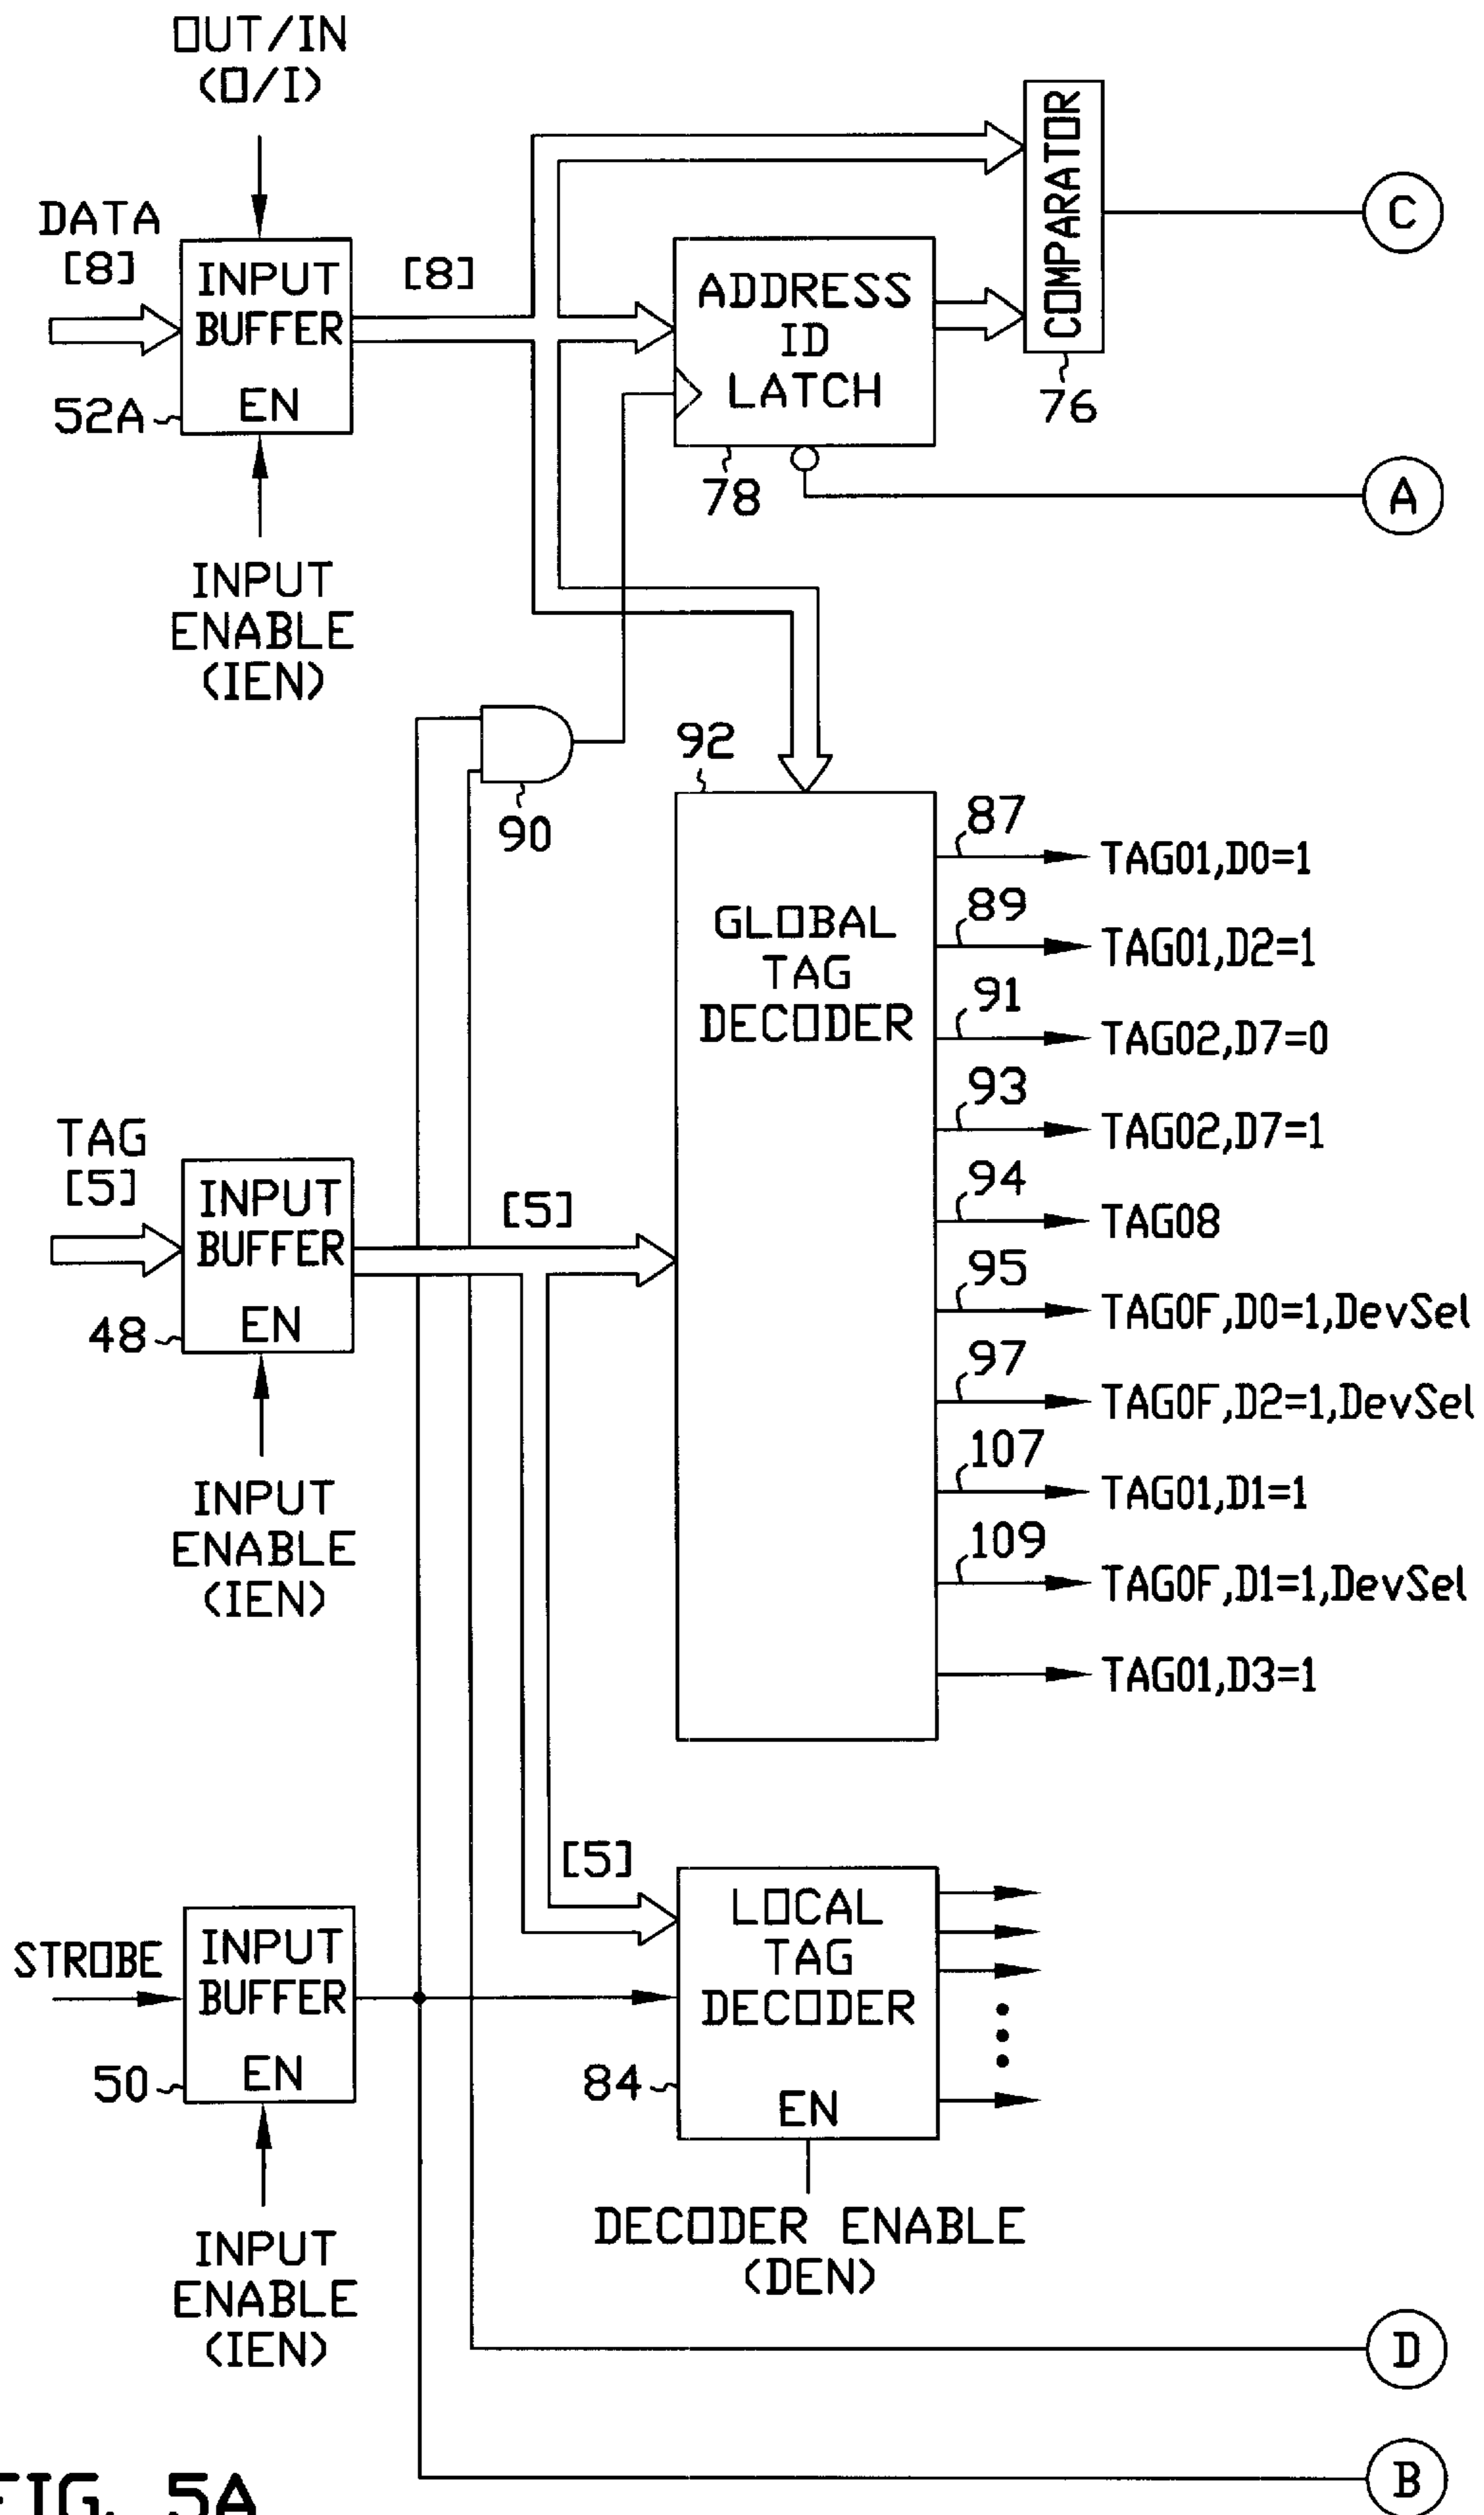 OUT/IN
(O/I)
DATA
[8]
INPUT
BUFFER
EN
52A
INPUT
ENABLE
(IEN)
[8]
ADDRESS
ID
LATCH
78
COMPARATOR
76
C
A
90
92
GLOBAL
TAG
DECODER
87
TAG01,D0=1
89
TAG01,D2=1
91
TAG02,D7=0
93
TAG02,D7=1
94
TAG08
95
TAG0F,D0=1,DevSel
97
TAG0F,D2=1,DevSel
107
TAG01,D1=1
109
TAG0F,D1=1,DevSel
TAG01,D3=1
TAG
[5]
INPUT
BUFFER
EN
48
INPUT
ENABLE
(IEN)
[5]
[5]
STROBE
INPUT
BUFFER
EN
50
INPUT
ENABLE
(IEN)
LOCAL
TAG
DECODER
EN
84
DECODER ENABLE
(DEN)
D
B
FIG. 5A